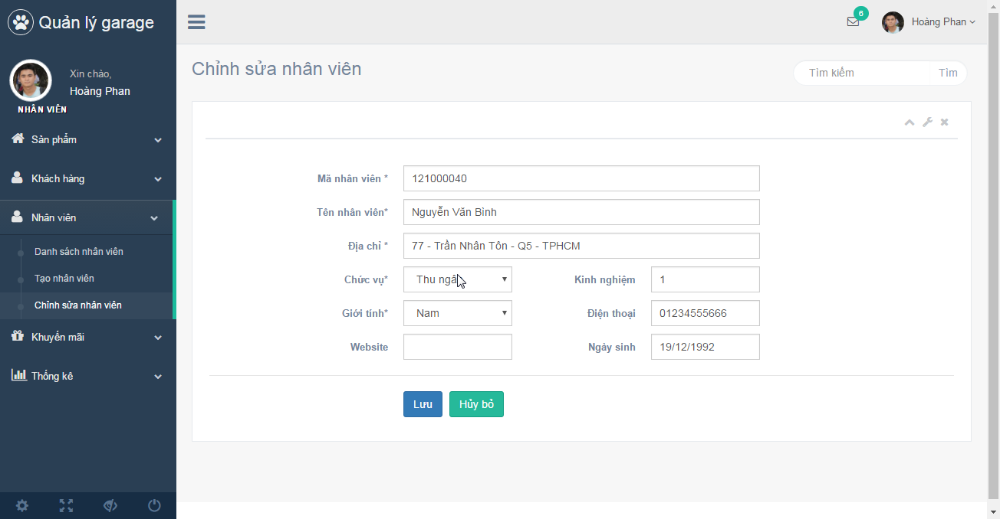 Quản lý garage
Xin chào,
Hoàng Phan
NHÂN VIÊN
Sản phẩm
Khách hàng
Nhân viên
Danh sách nhân viên
Tạo nhân viên
Chỉnh sửa nhân viên
Khuyến mãi
Thống kê
6
Hoàng Phan
Chỉnh sửa nhân viên
Tìm kiếm Tìm
Mã nhân viên * 121000040
Tên nhân viên* Nguyễn Văn Bình
Địa chỉ * 77 - Trần Nhân Tôn - Q5 - TPHCM
Chức vụ* Thu ngân Kinh nghiệm 1
Giới tính* Nam Điện thoại 01234555666
Website Ngày sinh 19/12/1992
Lưu Hủy bỏ